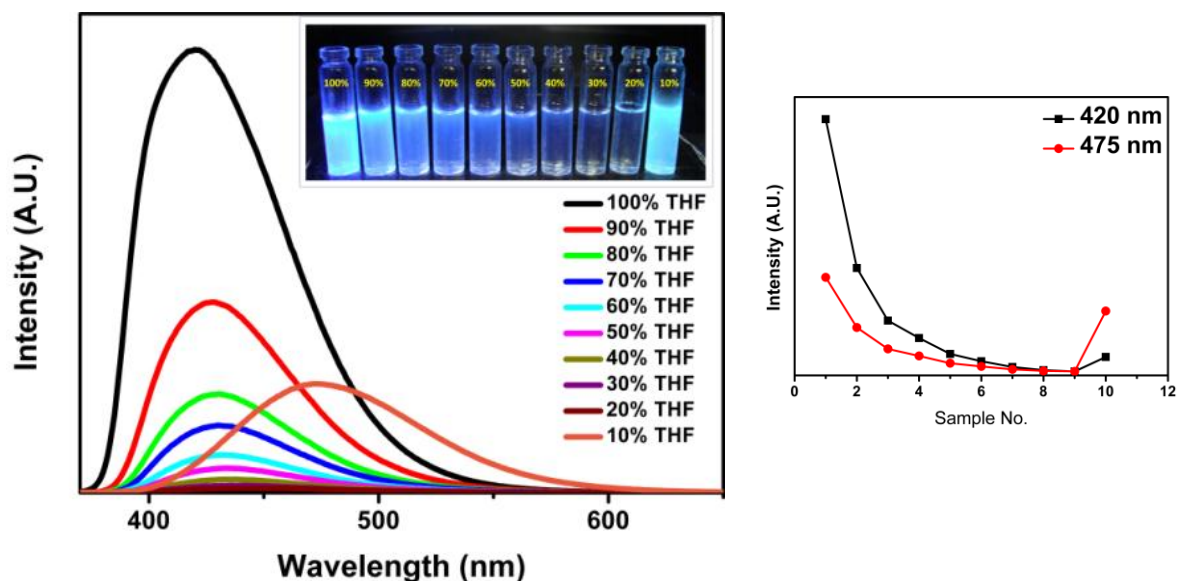 Intensity (A.U.)
100% 90% 80% 70% 60% 50% 40% 30% 20% 10%
100% THF
90% THF
80% THF
70% THF
60% THF
50% THF
40% THF
30% THF
20% THF
10% THF
400 500 600
Wavelength (nm)
Intensity (A.U.)
420 nm
475 nm
0 2 4 6 8 10 12
Sample No.